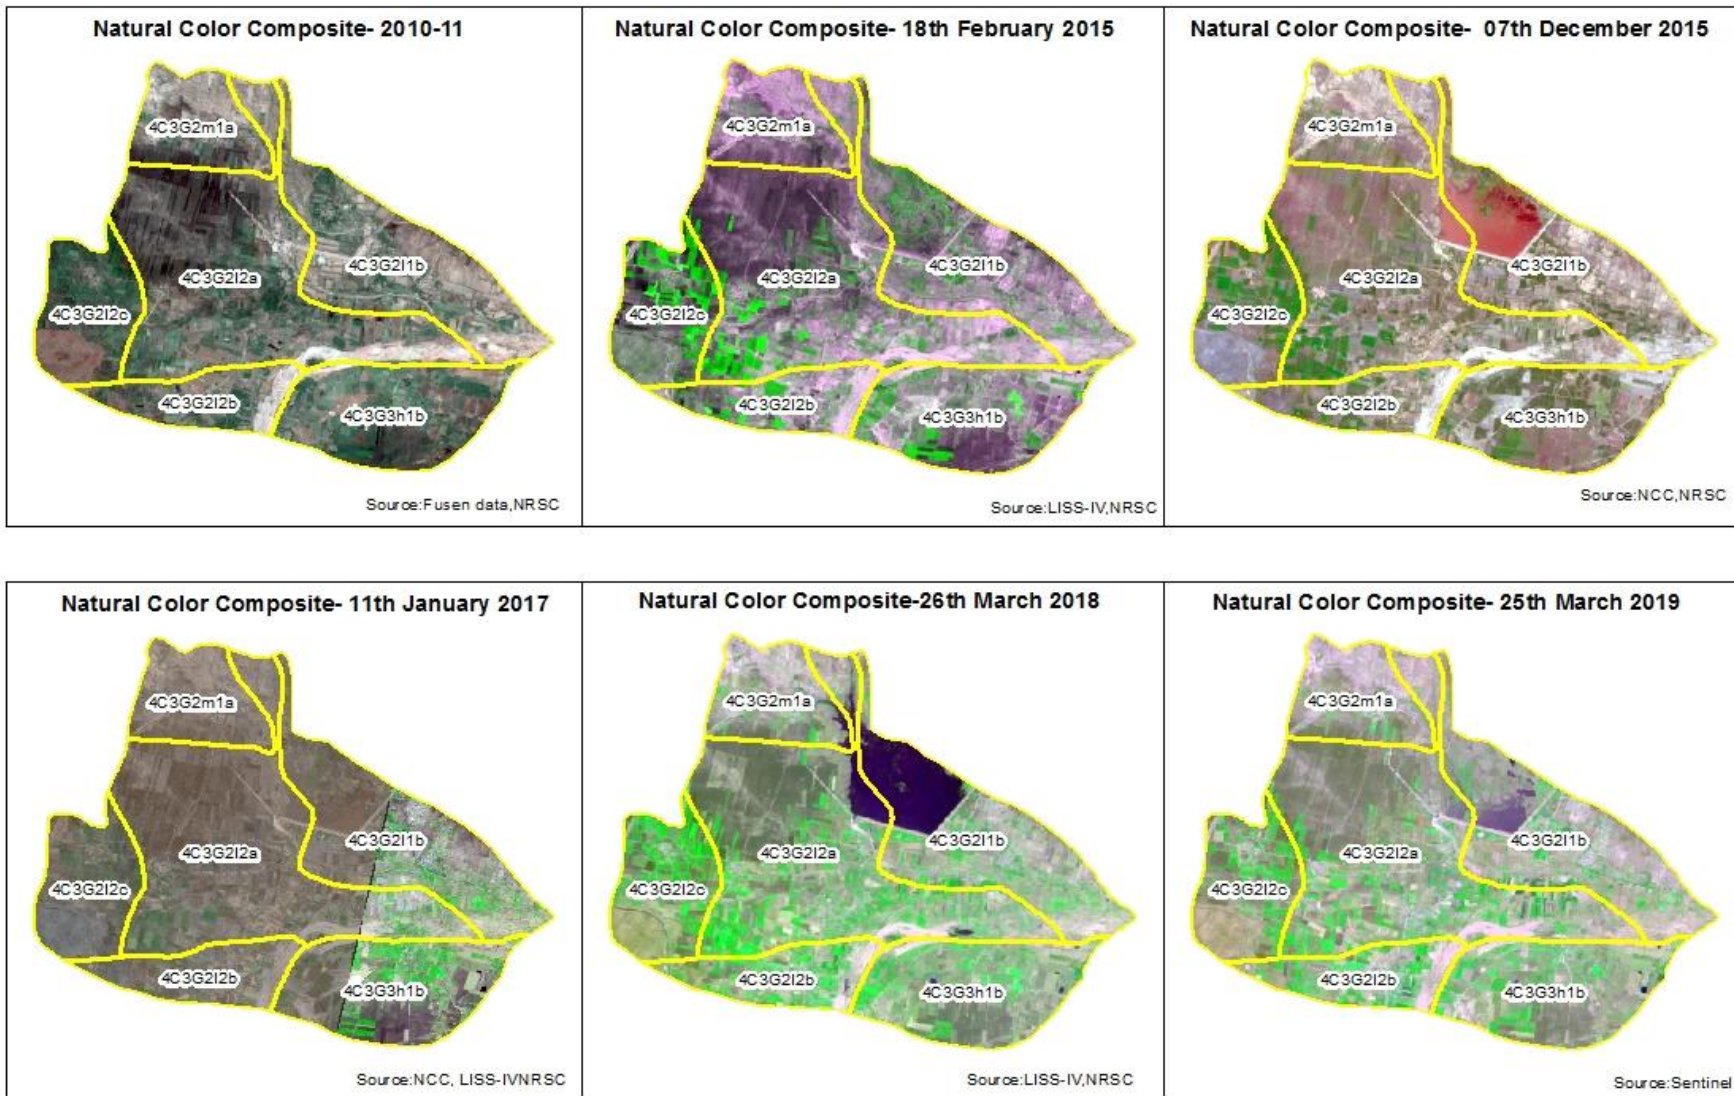 Natural Color Composite- 2010-11
4C3G2m1a
4C3G2l1b
4C3G2l2a
4C3G2l2c
4C3G2l2b
4C3G3h1b
Source:Fusen data,NRSC
Natural Color Composite- 18th February 2015
4C3G2m1a
4C3G2l1b
4C3G2l2a
4C3G2l2c
4C3G2l2b
4C3G3h1b
Source:LISS-IV,NRSC
Natural Color Composite- 07th December 2015
4C3G2m1a
4C3G2l1b
4C3G2l2a
4C3G2l2c
4C3G2l2b
4C3G3h1b
Source:NCC,NRSC
Natural Color Composite- 11th January 2017
4C3G2m1a
4C3G2l1b
4C3G2l2a
4C3G2l2c
4C3G2l2b
4C3G3h1b
Source:NCC, LISS-IVNRSC
Natural Color Composite-26th March 2018
4C3G2m1a
4C3G2l1b
4C3G2l2a
4C3G2l2c
4C3G2l2b
4C3G3h1b
Source:LISS-IV,NRSC
Natural Color Composite- 25th March 2019
4C3G2m1a
4C3G2l1b
4C3G2l2a
4C3G2l2c
4C3G2l2b
4C3G3h1b
Source:Sentinel